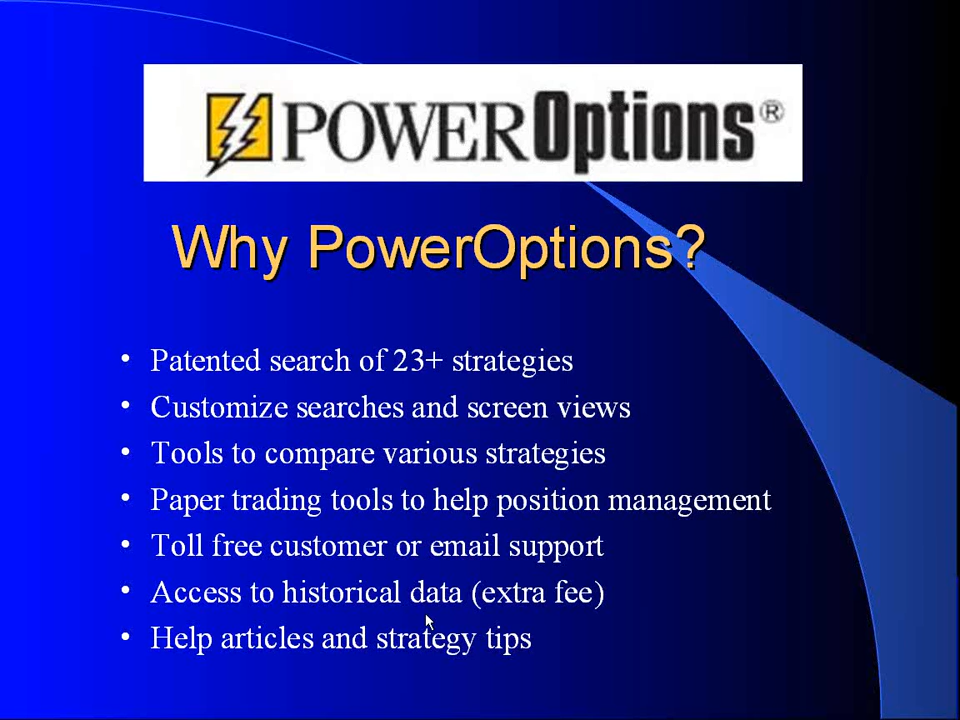 POWEROptions®
Why PowerOptions?
• Patented search of 23+ strategies
• Customize searches and screen views
• Tools to compare various strategies
• Paper trading tools to help position management
• Toll free customer or email support
• Access to historical data (extra fee)
• Help articles and strategy tips